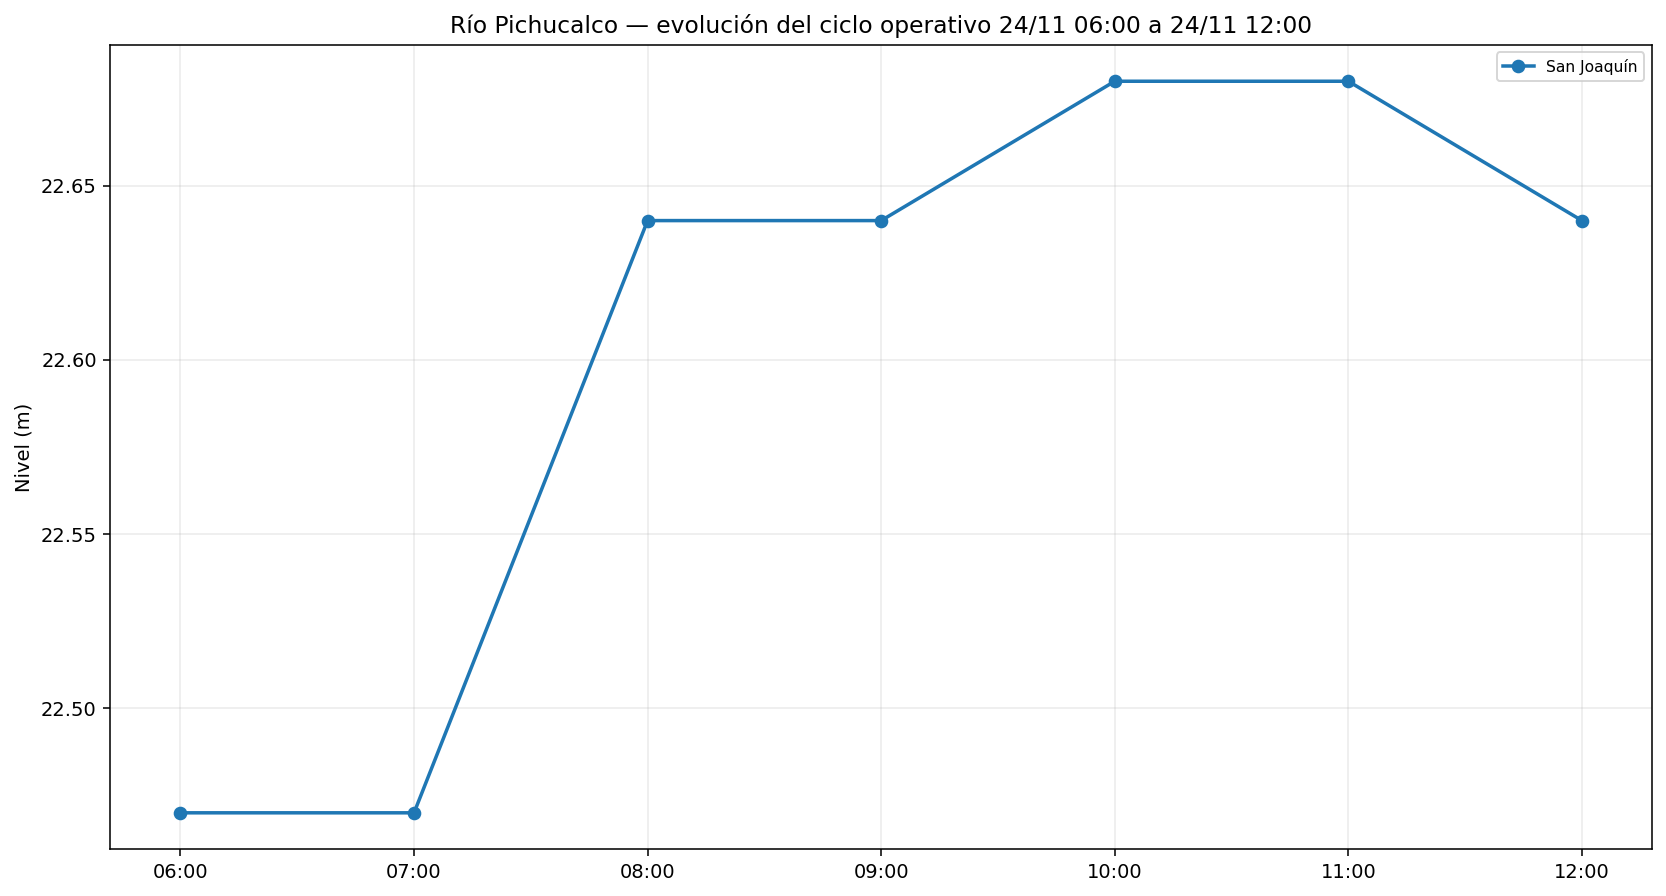 Río Pichucalco — evolución del ciclo operativo 24/11 06:00 a 24/11 12:00
San Joaquín
Nivel (m)
22.65
22.60
22.55
22.50
06:00 07:00 08:00 09:00 10:00 11:00 12:00